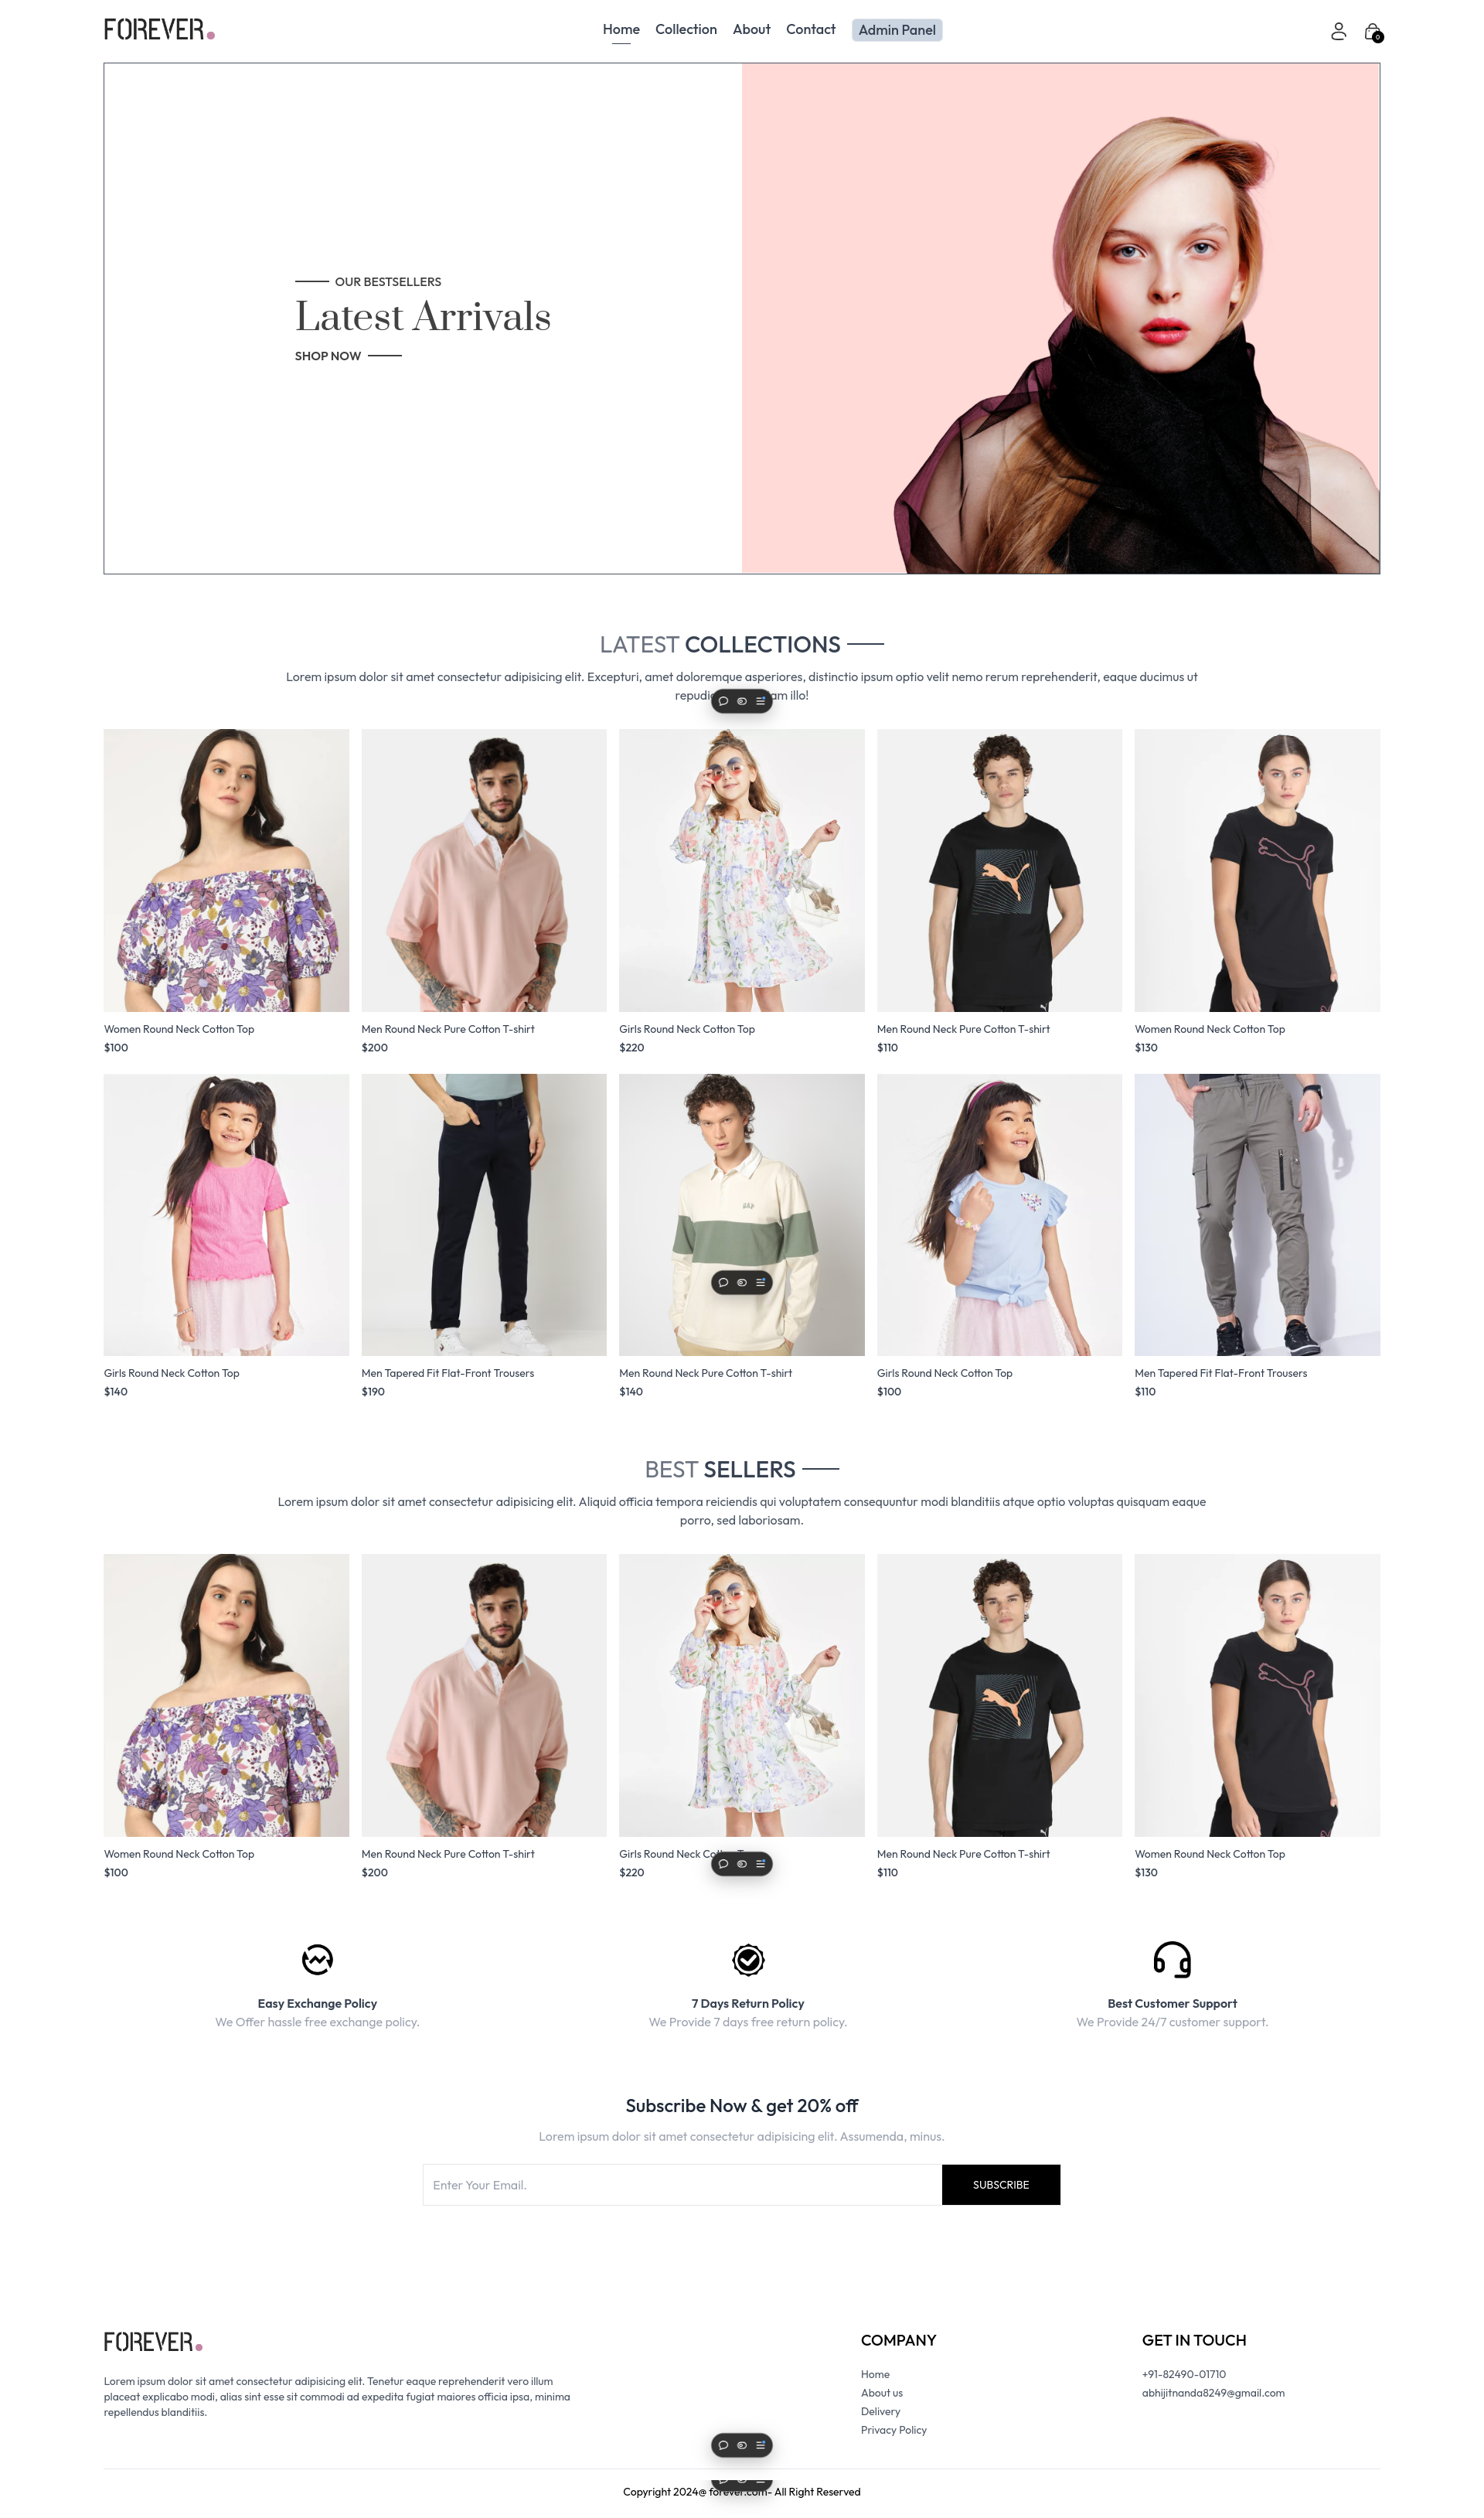 FOREVER.
Home Collection About Contact Admin Panel
0
OUR BESTSELLERS
Latest Arrivals
SHOP NOW
LATEST COLLECTIONS
Lorem ipsum dolor sit amet consectetur adipisicing elit. Excepturi, amet doloremque asperiores, distinctio ipsum optio velit nemo rerum reprehenderit, eaque ducimus ut
illo!
Women Round Neck Cotton Top
$100
Men Round Neck Pure Cotton T-shirt
$200
Girls Round Neck Cotton Top
$220
Men Round Neck Pure Cotton T-shirt
$110
Women Round Neck Cotton Top
$130
Girls Round Neck Cotton Top
$140
Men Tapered Fit Flat-Front Trousers
$190
GAP
Men Round Neck Pure Cotton T-shirt
$140
Girls Round Neck Cotton Top
$100
Men Tapered Fit Flat-Front Trousers
$110
BEST SELLERS
Lorem ipsum dolor sit amet consectetur adipisicing elit. Aliquid officia tempora reiciendis qui voluptatem consequuntur modi blanditiis atque optio voluptas quisquam eaque
porro, sed laboriosam.
Women Round Neck Cotton Top
$100
Men Round Neck Pure Cotton T-shirt
$200
Girls Round Neck
$220
Men Round Neck Pure Cotton T-shirt
$110
Women Round Neck Cotton Top
$130
Easy Exchange Policy
We Offer hassle free exchange policy.
7 Days Return Policy
We Provide 7 days free return policy.
Best Customer Support
We Provide 24/7 customer support.
Subscribe Now & get 20% off
Lorem ipsum dolor sit amet consectetur adipisicing elit. Assumenda, minus.
Enter Your Email.
SUBSCRIBE
FOREVER.
Lorem ipsum dolor sit amet consectetur adipisicing elit. Tenetur eaque reprehenderit vero illum
placeat explicabo modi, alias sint esse sit commodi ad expedita fugiat maiores officia ipsa, minima
repellendus blanditiis.
COMPANY
Home
About us
Delivery
Privacy Policy
GET IN TOUCH
+91-82490-01710
abhijitnanda8249@gmail.com
Copyright 2024@ forever.com- All Right Reserved